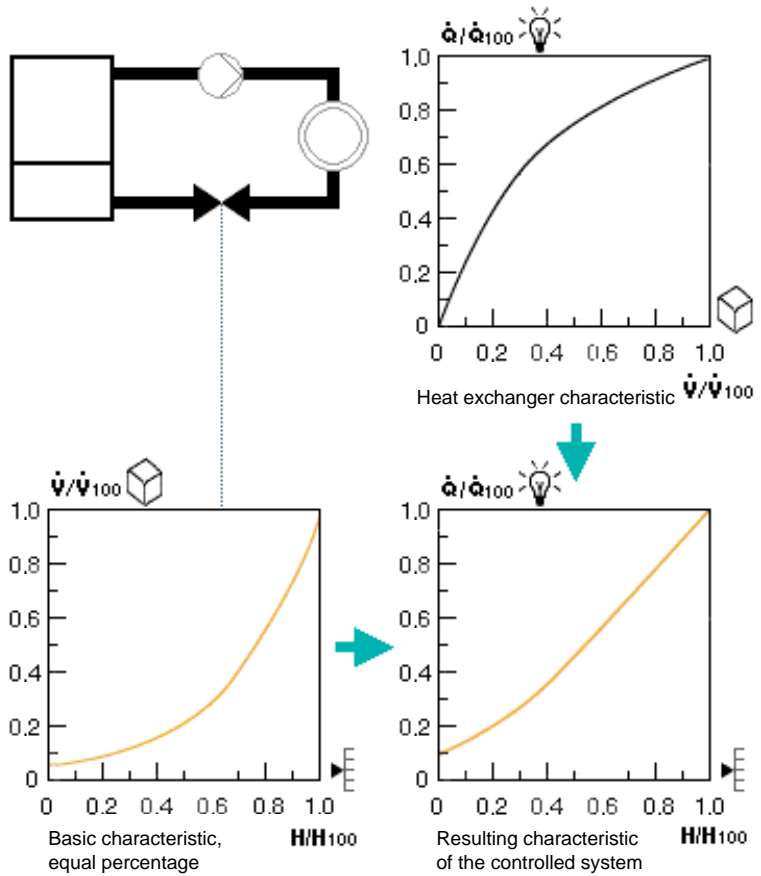 Q̇/Q̇100
1.0
0.8
0.6
0.4
0.2
0
0 0.2 0.4 0.6 0.8 1.0
Heat exchanger characteristic V̇/V̇100
V̇/V̇100
1.0
0.8
0.6
0.4
0.2
0
0 0.2 0.4 0.6 0.8 1.0
Basic characteristic, H/H100
equal percentage
Q̇/Q̇100
1.0
0.8
0.6
0.4
0.2
0
0 0.2 0.4 0.6 0.8 1.0
Resulting characteristic H/H100
of the controlled system